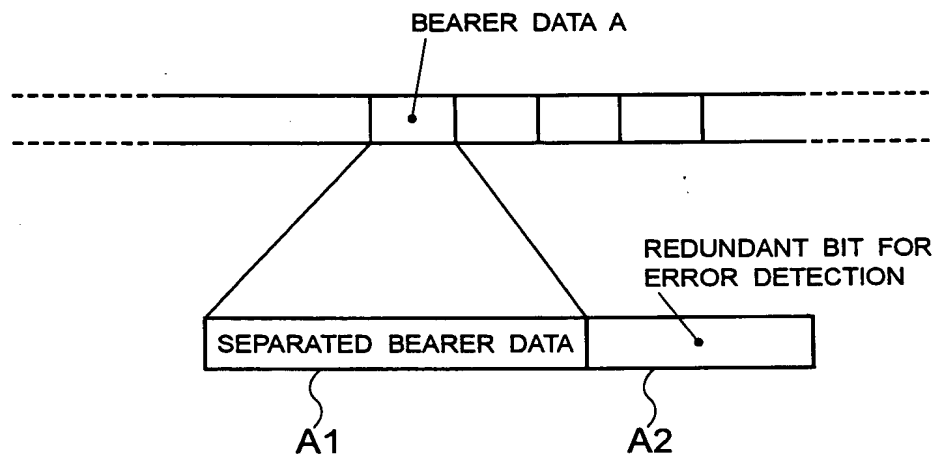 BEARER DATA A
REDUNDANT BIT FOR
ERROR DETECTION
SEPARATED BEARER DATA
A1
A2